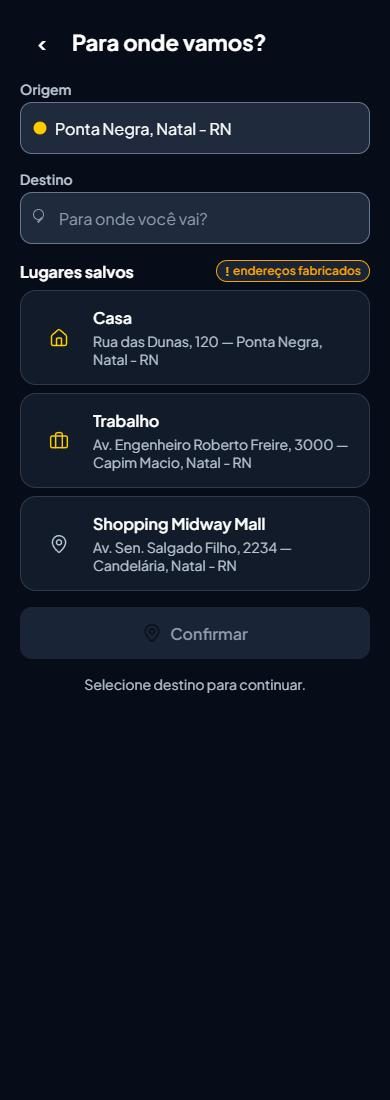 Para onde vamos?
Origem
Ponta Negra, Natal - RN
Destino
Para onde você vai?
Lugares salvos
! endereços fabricados
Casa
Rua das Dunas, 120 — Ponta Negra,
Natal - RN
Trabalho
Av. Engenheiro Roberto Freire, 3000 —
Capim Macio, Natal - RN
Shopping Midway Mall
Av. Sen. Salgado Filho, 2234 —
Candelária, Natal - RN
Confirmar
Selecione destino para continuar.